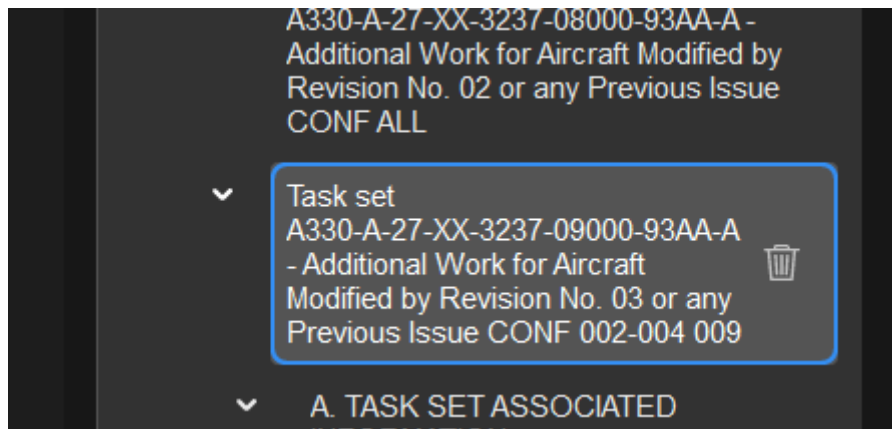 A330-A-27-XX-3237-08000-93AA-A -
Additional Work for Aircraft Modified by
Revision No. 02 or any Previous Issue
CONF ALL
Task set
A330-A-27-XX-3237-09000-93AA-A
- Additional Work for Aircraft
Modified by Revision No. 03 or any
Previous Issue CONF 002-004 009
A. TASK SET ASSOCIATED